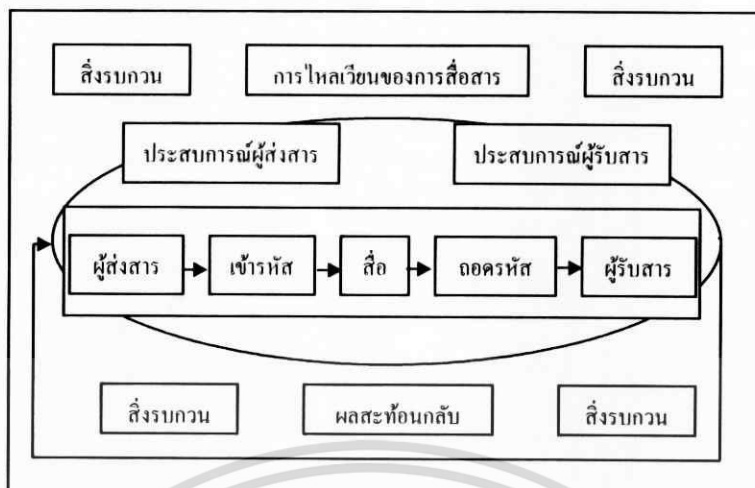 สิ่งรบกวน การไหลเวียนของการสื่อสาร สิ่งรบกวน
ประสบการณ์ผู้ส่งสาร ประสบการณ์ผู้รับสาร
ผู้ส่งสาร เข้ารหัส สื่อ ถอดรหัส ผู้รับสาร
สิ่งรบกวน ผลสะท้อนกลับ สิ่งรบกวน